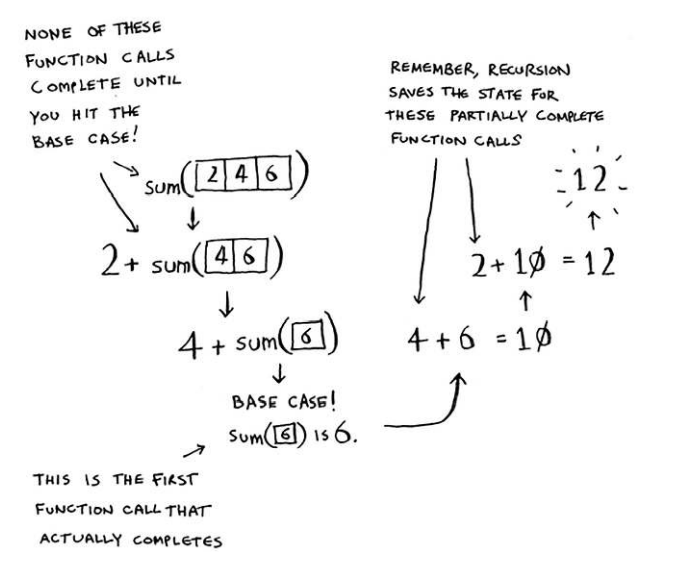 NONE OF THESE
FUNCTION CALLS
COMPLETE UNTIL
YOU HIT THE
BASE CASE!
sum([2|4|6])
2 + sum([4|6])
4 + sum([6])
BASE CASE!
sum([6]) IS 6.
THIS IS THE FIRST
FUNCTION CALL THAT
ACTUALLY COMPLETES
REMEMBER, RECURSION
SAVES THE STATE FOR
THESE PARTIALLY COMPLETE
FUNCTION CALLS
12
2 + 10 = 12
4 + 6 = 10